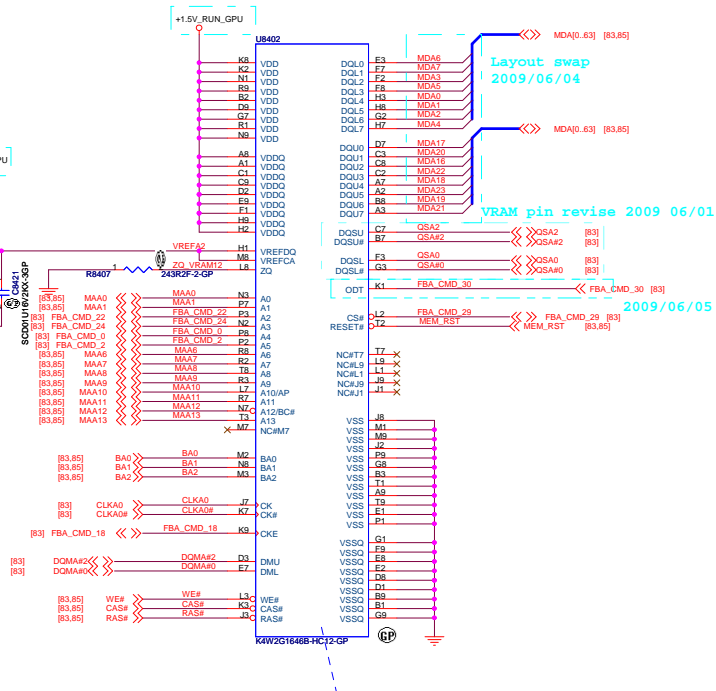 +1.5V_RUN_GPU
U8402
K8 VDD
K2 VDD
N1 VDD
R9 VDD
B2 VDD
D9 VDD
G7 VDD
R1 VDD
N9 VDD
A8 VDDQ
A1 VDDQ
C1 VDDQ
C9 VDDQ
D2 VDDQ
E9 VDDQ
F1 VDDQ
H9 VDDQ
H2 VDDQ
VREFA2 H1 VREFDQ
M8 VREFCA
ZQ_VRAM12 L8 ZQ
R8407 1 243R2F-2-GP
PU
C8421
SCD01U16V2KX-3GP
[83,85] MAA0 MAA0 N3 A0
[83,85] MAA1 MAA1 P7 A1
[83] FBA_CMD_22 FBA_CMD_22 P3 A2
[83] FBA_CMD_24 FBA_CMD_24 N2 A3
[83] FBA_CMD_0 FBA_CMD_0 P8 A4
[83] FBA_CMD_2 FBA_CMD_2 P2 A5
[83,85] MAA6 MAA6 R8 A6
[83,85] MAA7 MAA7 R2 A7
[83,85] MAA8 MAA8 T8 A8
[83,85] MAA9 MAA9 R3 A9
[83,85] MAA10 MAA10 L7 A10/AP
[83,85] MAA11 MAA11 R7 A11
[83,85] MAA12 MAA12 N7 A12/BC#
[83,85] MAA13 MAA13 T3 A13
M7 NC#M7
[83,85] BA0 BA0 M2 BA0
[83,85] BA1 BA1 N8 BA1
[83,85] BA2 BA2 M3 BA2
[83] CLKA0 CLKA0 J7 CK
[83] CLKA0# CLKA0# K7 CK#
[83] FBA_CMD_18 FBA_CMD_18 K9 CKE
[83] DQMA#2 DQMA#2 D3 DMU
[83] DQMA#0 DQMA#0 E7 DML
[83,85] WE# WE# L3 WE#
[83,85] CAS# CAS# K3 CAS#
[83,85] RAS# RAS# J3 RAS#
K4W2G1646B-HC12-GP
DQL0 E3 MDA6
DQL1 F7 MDA7
DQL2 F2 MDA3
DQL3 F8 MDA5
DQL4 H3 MDA0
DQL5 H8 MDA1
DQL6 G2 MDA2
DQL7 H7 MDA4
MDA[0..63] [83,85]
Layout swap
2009/06/04
DQU0 D7 MDA17
DQU1 C3 MDA20
DQU2 C8 MDA16
DQU3 C2 MDA22
DQU4 A7 MDA18
DQU5 A2 MDA23
DQU6 B8 MDA19
DQU7 A3 MDA21
MDA[0..63] [83,85]
VRAM pin revise 2009 06/01
DQSU C7 QSA2 QSA2 [83]
DQSU# B7 QSA#2 QSA#2 [83]
DQSL F3 QSA0 QSA0 [83]
DQSL# G3 QSA#0 QSA#0 [83]
ODT K1 FBA_CMD_30 FBA_CMD_30 [83]
2009/06/05
CS# L2 FBA_CMD_29 FBA_CMD_29 [83]
RESET# T2 MEM_RST MEM_RST [83,85]
NC#T7 T7
NC#L9 L9
NC#L1 L1
NC#J9 J9
NC#J1 J1
VSS J8
VSS M1
VSS M9
VSS J2
VSS P9
VSS G8
VSS B3
VSS T1
VSS A9
VSS T9
VSS E1
VSS P1
VSSQ G1
VSSQ F9
VSSQ E8
VSSQ E2
VSSQ D8
VSSQ D1
VSSQ B9
VSSQ B1
VSSQ G9
GP